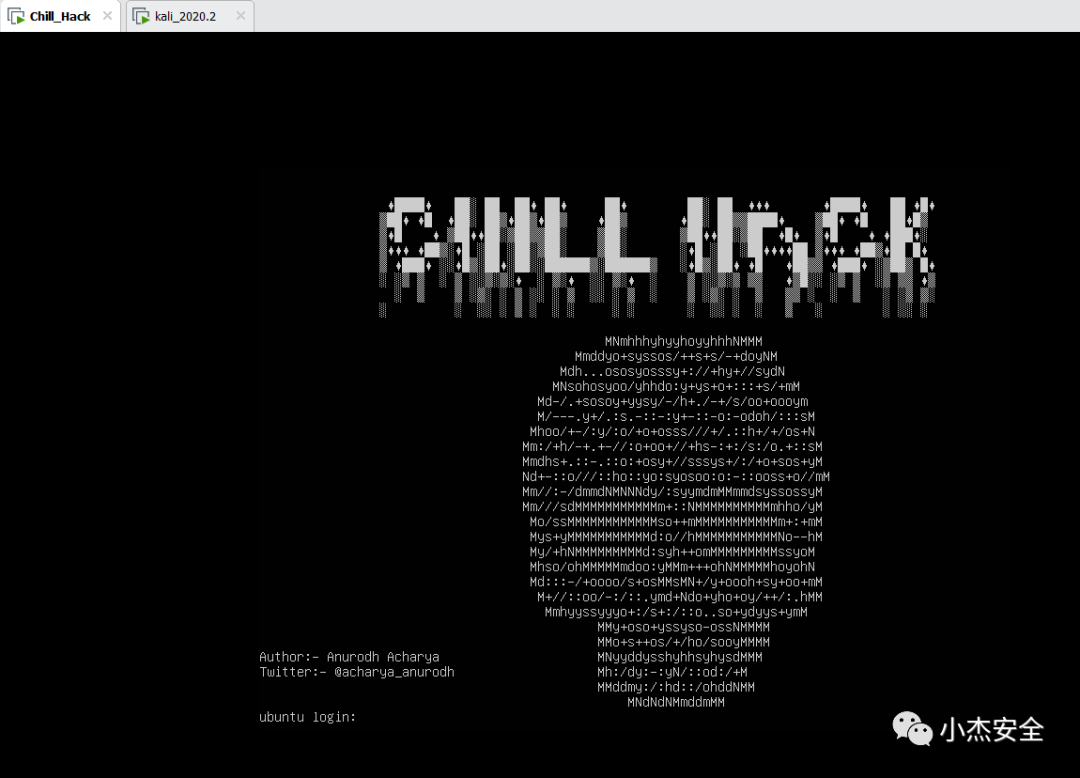 Chill_Hack
kali_2020.2
CHILL HACK
MNmhhhyhyyhoyyhhhNMMM
Mmddyo+syssos/++s+s/-+doyNM
Mdh...ososyosssy+://+hy+//sydN
MNsohosyoo/yhhdo:y+ys+o+:::+s/+mM
Md-/.+sosoy+yysy/-/h+./-+/s/oo+oooym
M/---.y+/.:s.-::-:y+-::-o:-odoh/:::sM
Mhoo/+-/:y/:o/+o+osss///+/.::h+/+/os+N
Mm:/+h/-+.+-//:o+oo+//+hs-:+:/s:/o.+::sM
Mmdhs+.::-.::o:+osy+//sssys+/:/+o+sos+yM
Nd+-::o///::ho::yo:syosoo:o:-::ooss+o//mM
Mm//:-/dmmdNMNNNdy/:syymdmMMmmdsyssossyM
Mm///sdMMMMMMMMMMMm+::NMMMMMMMMMMmhho/yM
Mo/ssMMMMMMMMMMMMso++mMMMMMMMMMMMm+:+mM
Mys+yMMMMMMMMMMMd:o//hMMMMMMMMMMMNo--hM
My/+hNMMMMMMMMMd:syh++omMMMMMMMMMssyoM
Mhso/ohMMMMMmdoo:yMMm+++ohNMMMMMhoyohN
Md:::-/+oooo/s+osMMsMN+/y+oooh+sy+oo+mM
M+//::oo/-:/::.ymd+Ndo+yho+oy/++/:.hMM
Mmhyyssyyyo+:/s+:/::o..so+ydyys+ymM
MMy+oso+yssyso-ossNMMMM
MMo+s++os/+/ho/sooyMMMM
Author:- Anurodh Acharya MNyyddysshyhhsyhysdMMM
Twitter:- @acharya_anurodh Mh:/dy:-:yN/::od:/+M
MMddmy:/:hd::/ohddNMM
MNdNdNMmddmMM
ubuntu login:
小杰安全